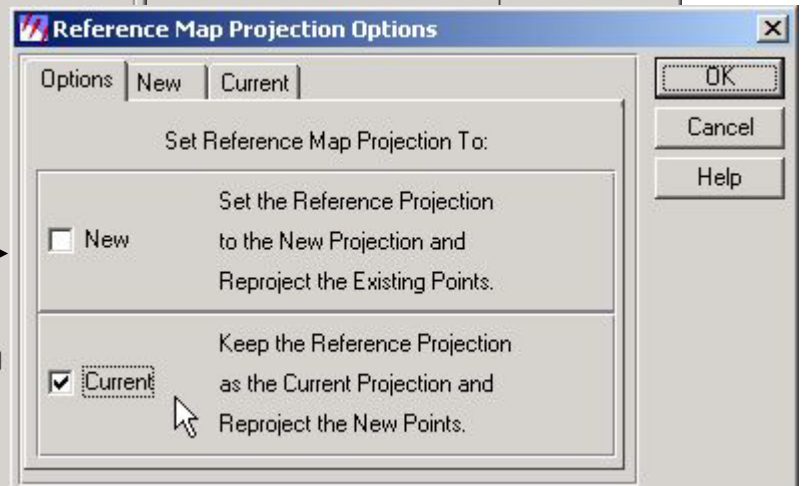 Reference Map Projection Options
Options New Current
OK
Cancel
Help
Set Reference Map Projection To:
New
Set the Reference Projection
to the New Projection and
Reproject the Existing Points.
Current
Keep the Reference Projection
as the Current Projection and
Reproject the New Points.